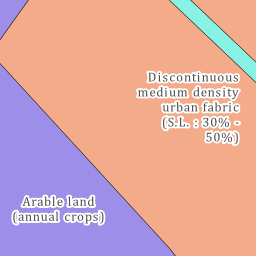 Discontinuous
medium density
urban fabric
(S.L. : 30% -
50%)
Arable land
(annual crops)